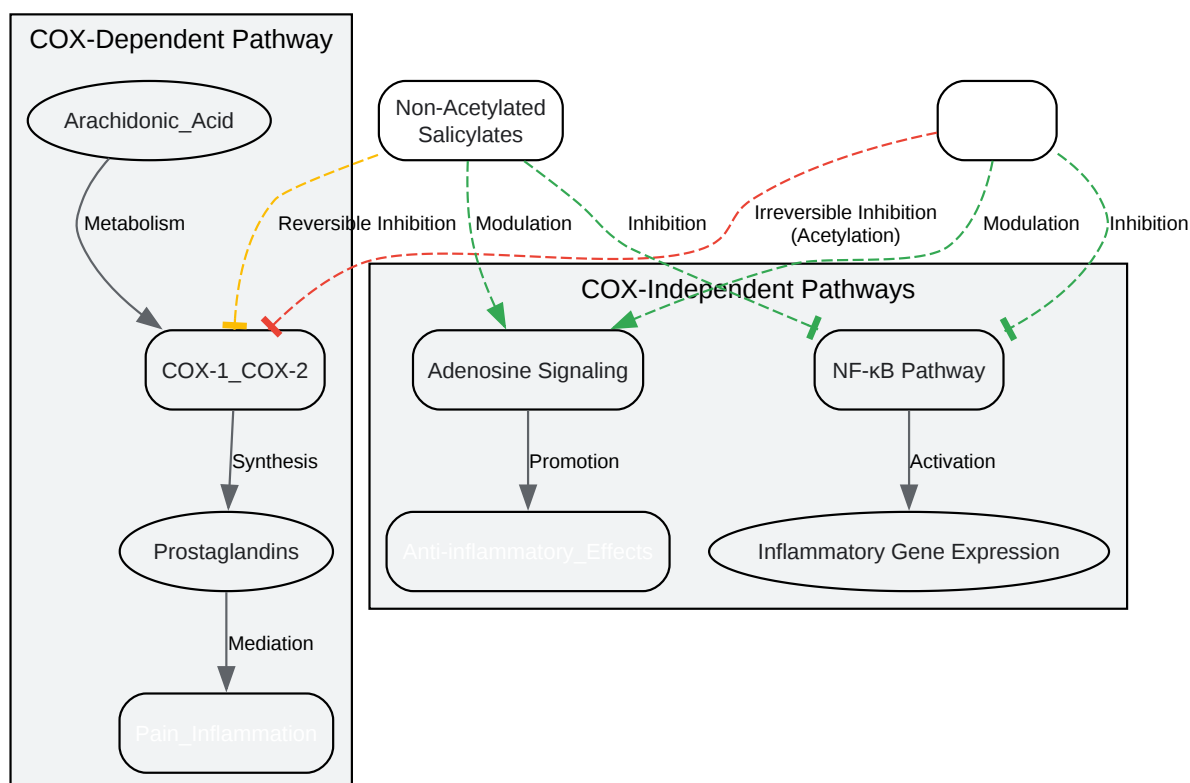 COX-Dependent Pathway
Arachidonic_Acid
Non-Acetylated
Salicylates
Metabolism
Reversible Inhibition
Modulation
Inhibition
Irreversible Inhibition
(Acetylation)
Modulation
Inhibition
COX-Independent Pathways
COX-1_COX-2
Adenosine Signaling
NF-κB Pathway
Synthesis
Promotion
Activation
Prostaglandins
Anti-inflammatory_Effects
Inflammatory Gene Expression
Mediation
Pain_Inflammation